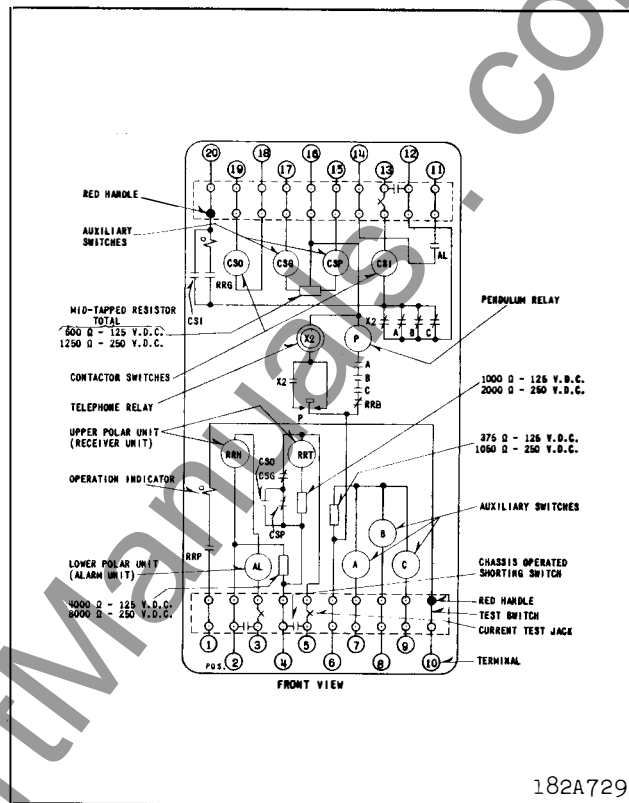 20 19 18 17 16 15 14 13 12 11
RED HANDLE
AUXILIARY
SWITCHES
CSO CSG CSP CSI AL
RRG
CSI
MID-TAPPED RESISTOR
TOTAL
500 Ω - 125 V.D.C.
1250 Ω - 250 V.D.C.
X2 A B C
PENDULUM RELAY
X2 P
CONTACTOR SWITCHES
TELEPHONE RELAY
A
B
C
RRB
X2
P
1000 Ω - 125 V.D.C.
2000 Ω - 250 V.D.C.
UPPER POLAR UNIT
(RECEIVER UNIT)
RRH RRT
CSO
CSG
CSP
375 Ω - 125 V.D.C.
1050 Ω - 250 V.D.C.
OPERATION INDICATOR
AUXILIARY SWITCHES
B
RRP
LOWER POLAR UNIT
(ALARM UNIT)
AL A C
CHASSIS OPERATED
SHORTING SWITCH
4000 Ω - 125 V.D.C.
8000 Ω - 250 V.D.C.
RED HANDLE
TEST SWITCH
CURRENT TEST JACK
1 2 3 4 5 6 7 8 9 10
TERMINAL
POS.
FRONT VIEW
182A729
tManuals.co